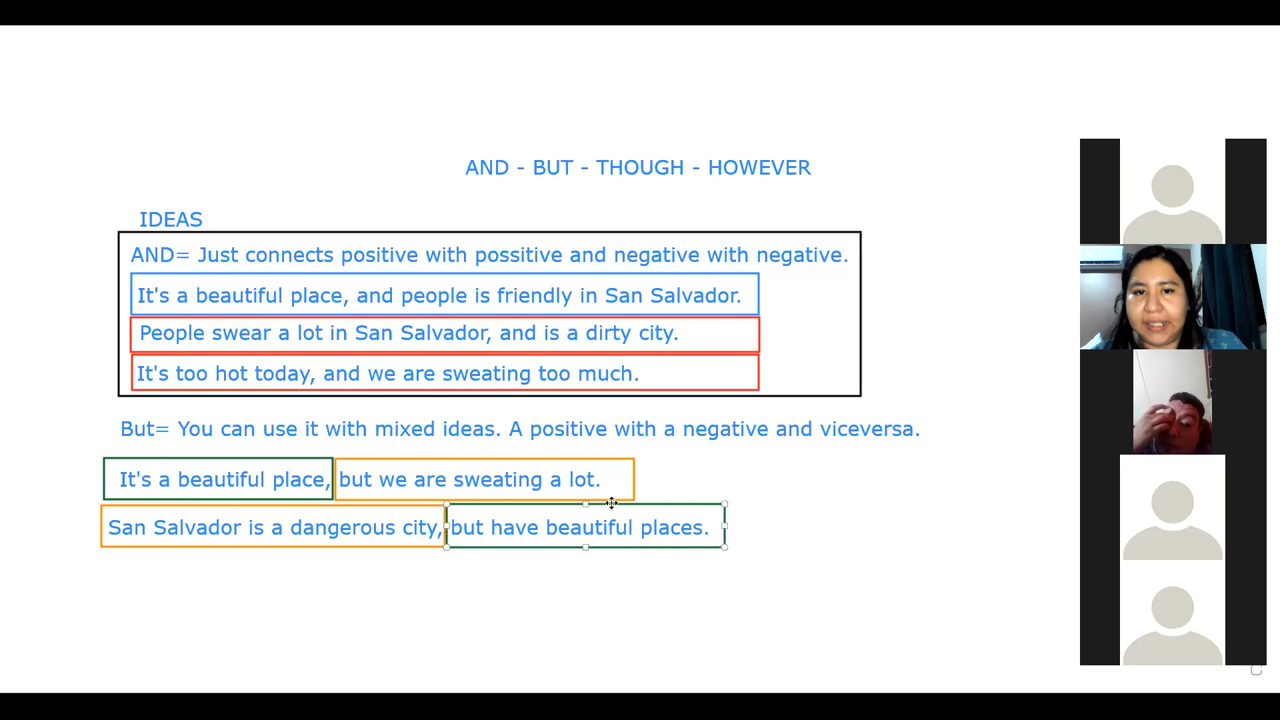 AND - BUT - THOUGH - HOWEVER
IDEAS
AND= Just connects positive with possitive and negative with negative.
It's a beautiful place, and people is friendly in San Salvador.
People swear a lot in San Salvador, and is a dirty city.
It's too hot today, and we are sweating too much.
But= You can use it with mixed ideas. A positive with a negative and viceversa.
It's a beautiful place, but we are sweating a lot.
San Salvador is a dangerous city, but have beautiful places.